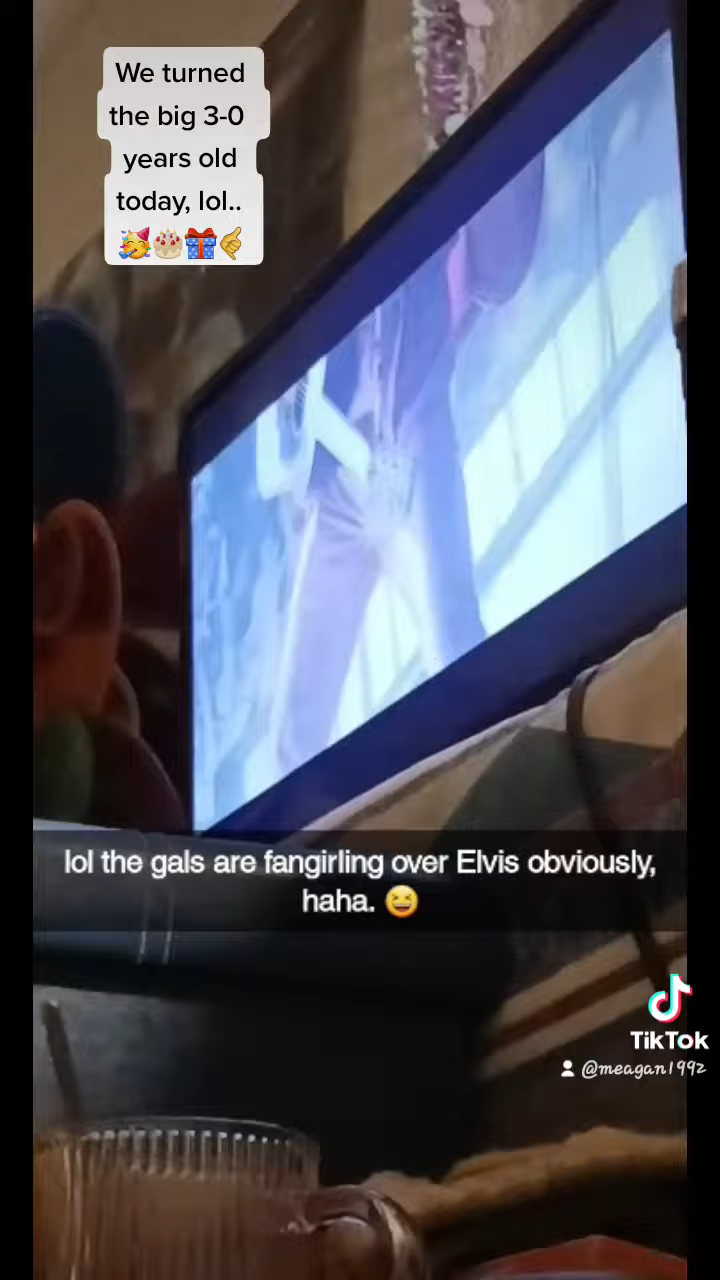 We turned
the big 3-0
years old
today, lol..
🥳🎂🎁🤙
lol the gals are fangirling over Elvis obviously,
haha. 😆
TikTok
@meagan1992